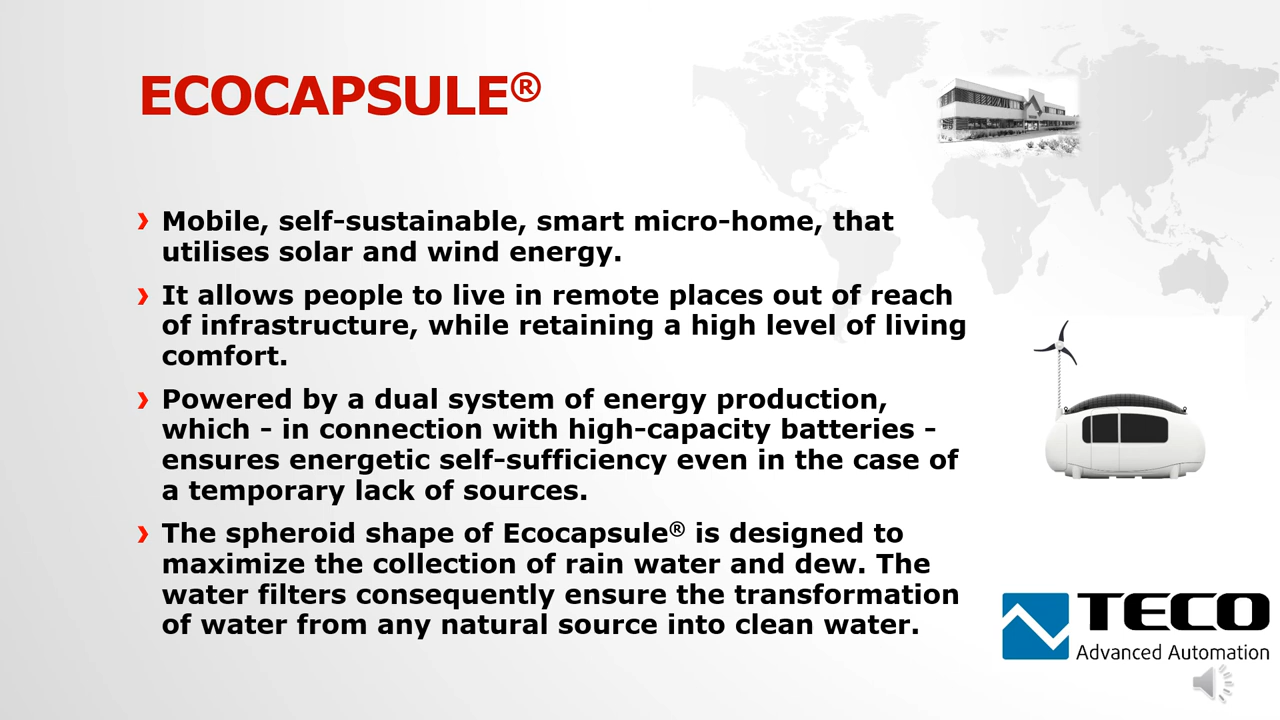 ECOCAPSULE®
Mobile, self-sustainable, smart micro-home, that
utilises solar and wind energy.
It allows people to live in remote places out of reach
of infrastructure, while retaining a high level of living
comfort.
Powered by a dual system of energy production,
which - in connection with high-capacity batteries -
ensures energetic self-sufficiency even in the case of
a temporary lack of sources.
The spheroid shape of Ecocapsule® is designed to
maximize the collection of rain water and dew. The
water filters consequently ensure the transformation
of water from any natural source into clean water.
TECO
Advanced Automation